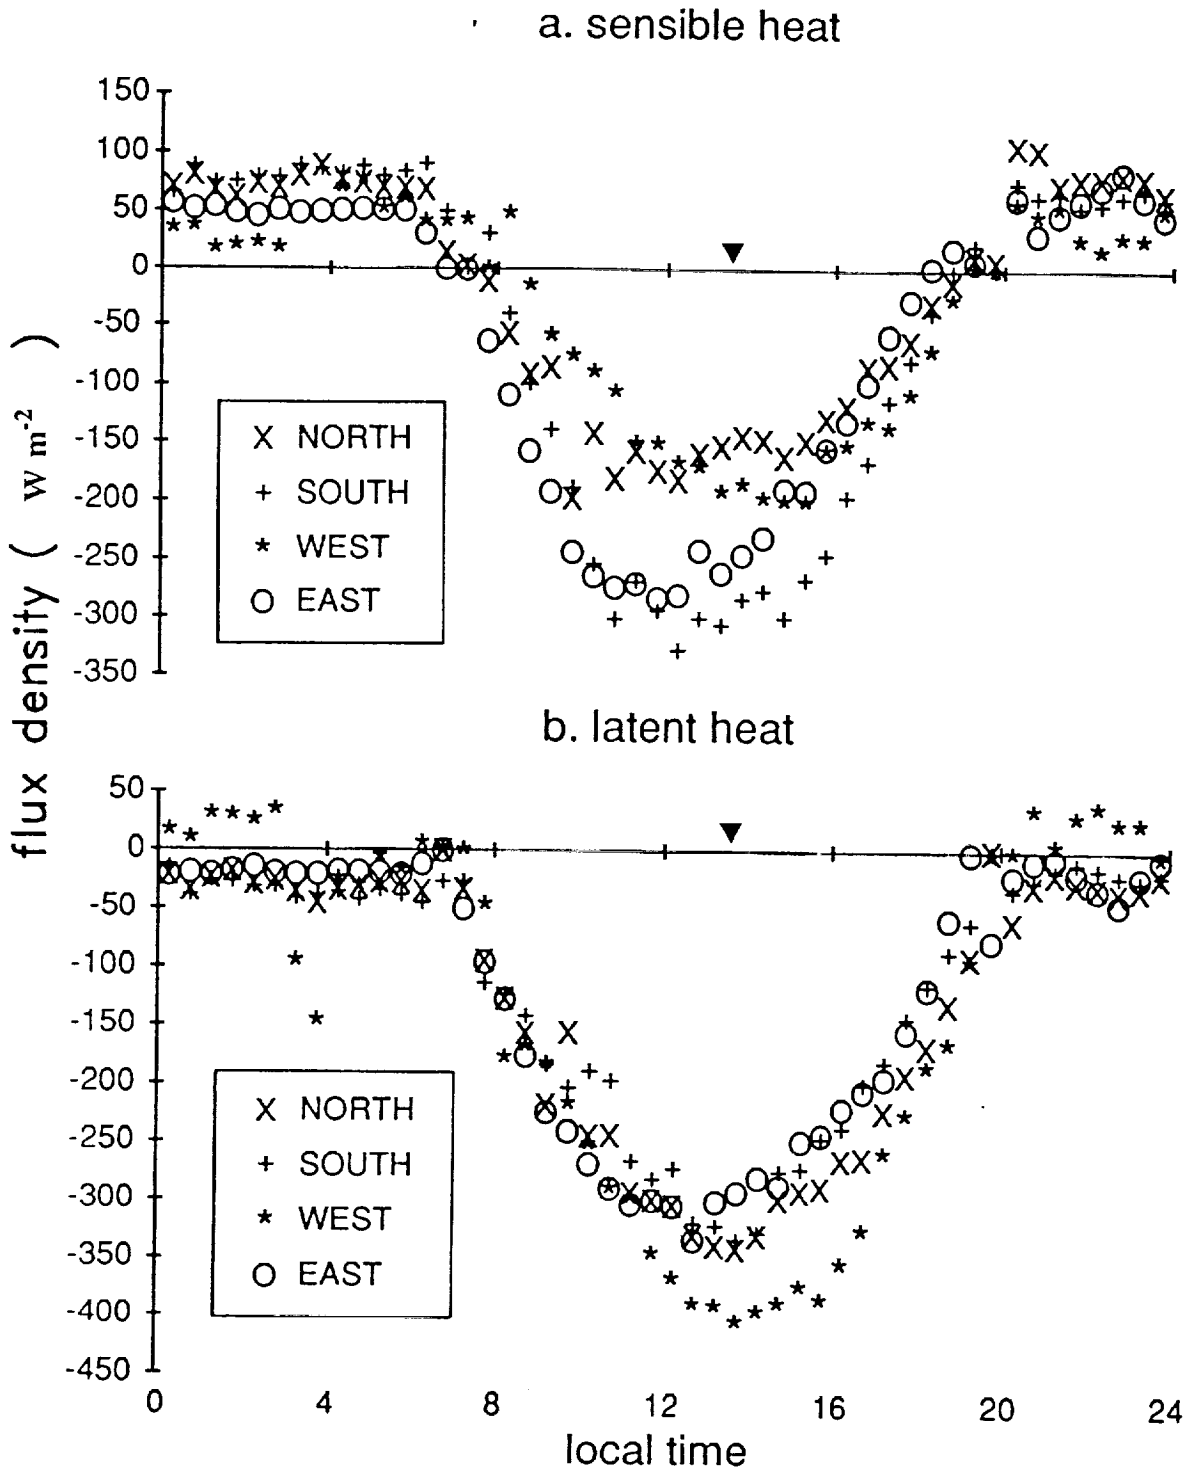 a. sensible heat
150
100
50
0
-50
-100
-150
-200
-250
-300
-350
X NORTH
+ SOUTH
* WEST
O EAST
flux density ( W m-2 )
b. latent heat
50
0
-50
-100
-150
-200
-250
-300
-350
-400
-450
X NORTH
+ SOUTH
* WEST
O EAST
0 4 8 12 16 20 24
local time